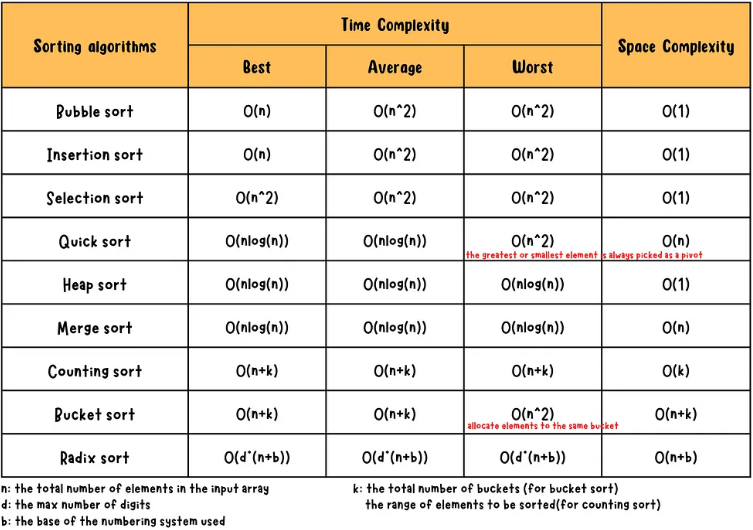 Sorting algorithms Time Complexity Space Complexity
Best Average Worst
Bubble sort O(n) O(n^2) O(n^2) O(1)
Insertion sort O(n) O(n^2) O(n^2) O(1)
Selection sort O(n^2) O(n^2) O(n^2) O(1)
Quick sort O(nlog(n)) O(nlog(n)) O(n^2) O(n)
the greatest or smallest element is always picked as a pivot
Heap sort O(nlog(n)) O(nlog(n)) O(nlog(n)) O(1)
Merge sort O(nlog(n)) O(nlog(n)) O(nlog(n)) O(n)
Counting sort O(n+k) O(n+k) O(n+k) O(k)
Bucket sort O(n+k) O(n+k) O(n^2) O(n+k)
allocate elements to the same bucket
Radix sort O(d*(n+b)) O(d*(n+b)) O(d*(n+b)) O(n+b)
n: the total number of elements in the input array
d: the max number of digits
b: the base of the numbering system used
k: the total number of buckets (for bucket sort)
the range of elements to be sorted(for counting sort)